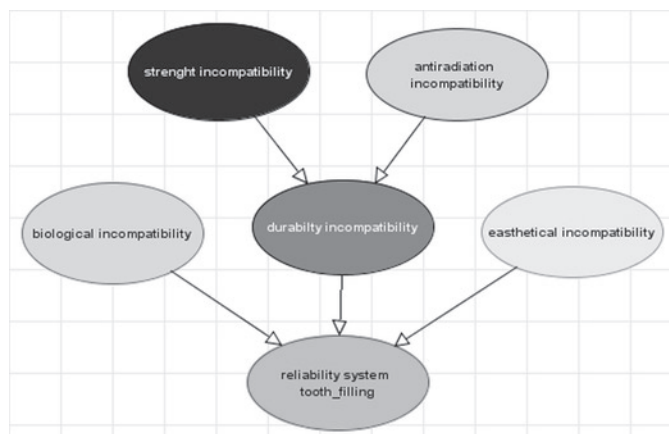 strenght incompatibility
antiradiation
incompatibility
biological incompatibility
durabilty incompatibility
easthetical incompatibility
reliability system
tooth_filling